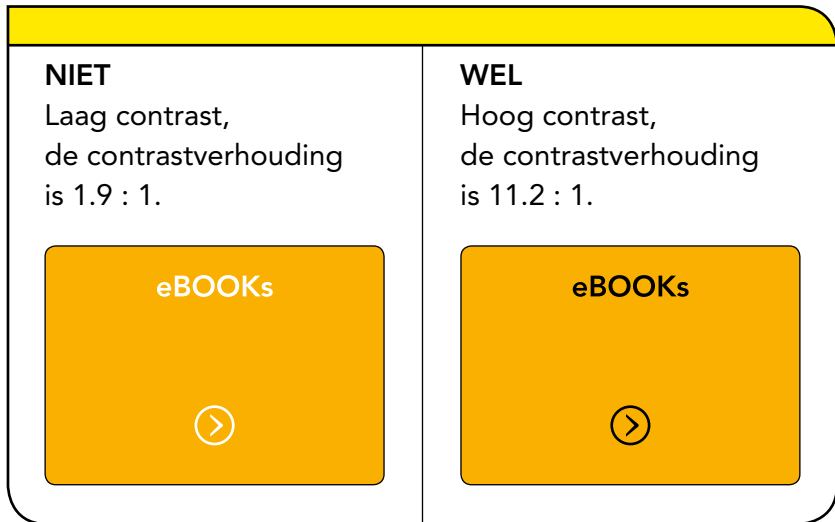 NIET
Laag contrast,
de contrastverhouding
is 1.9 : 1.
eBOOKs
WEL
Hoog contrast,
de contrastverhouding
is 11.2 : 1.
eBOOKs